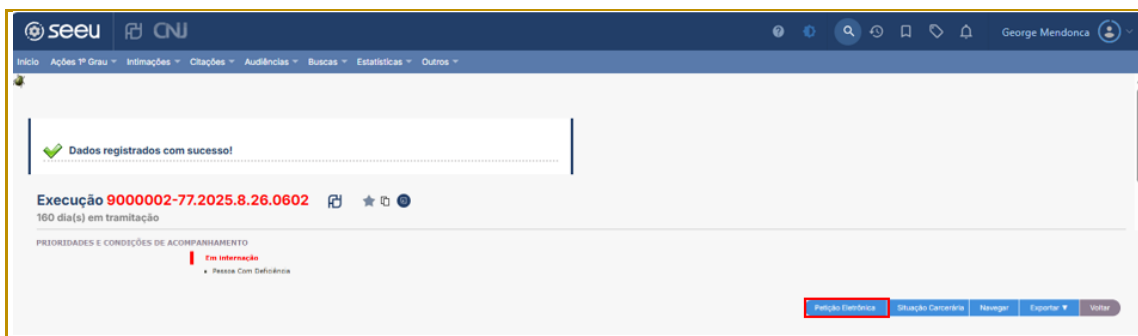 seeu CNJ George Mendonca
Início Ações 1º Grau Intimações Citações Audiências Buscas Estatísticas Outros
Dados registrados com sucesso!
Execução 9000002-77.2025.8.26.0602
160 dia(s) em tramitação
PRIORIDADES E CONDIÇÕES DE ACOMPANHAMENTO
Em Internação
Pessoa Com Deficiência
Petição Eletrônica Situação Carcerária Navegar Exportar ▼ Voltar